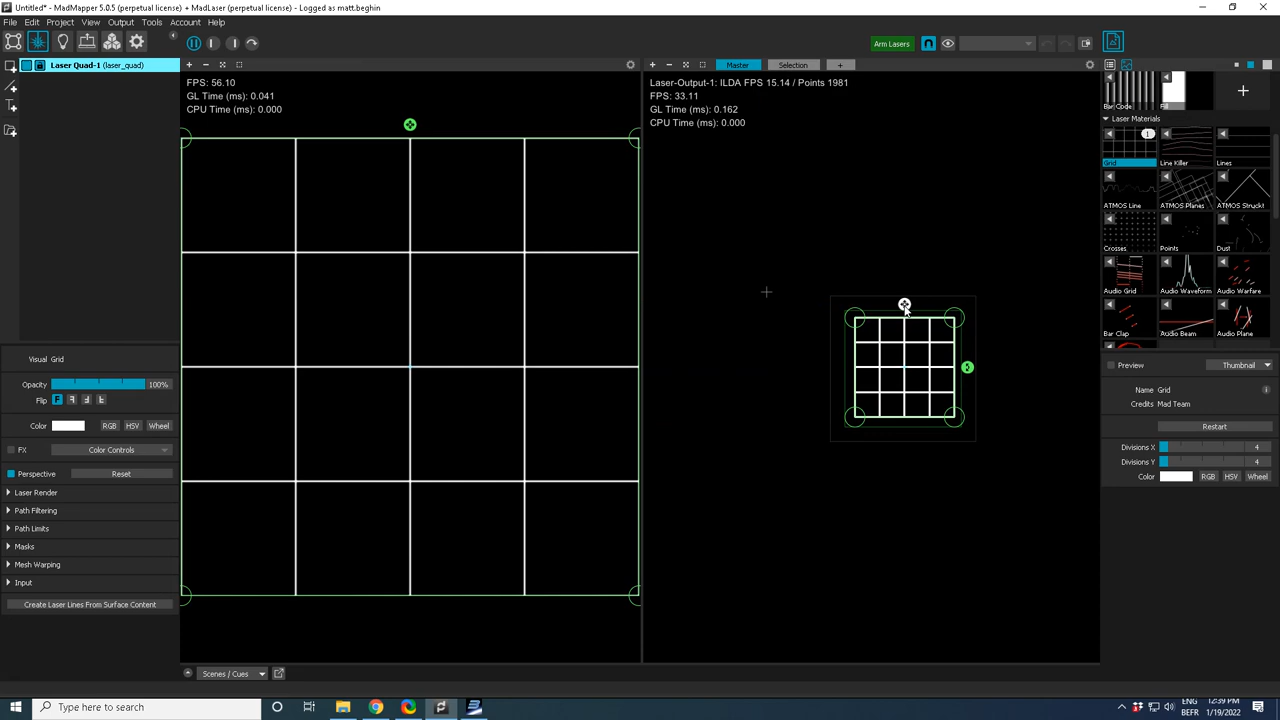 Untitled* - MadMapper 5.0.5 (perpetual license) + MadLaser (perpetual license) - Logged as matt.beghin
File Edit Project View Output Tools Account Help
Arm Lasers
Laser Quad-1 (laser_quad)
Master Selection +
FPS: 56.10
GL Time (ms): 0.041
CPU Time (ms): 0.000
Laser-Output-1: ILDA FPS 15.14 / Points 1981
FPS: 33.11
GL Time (ms): 0.162
CPU Time (ms): 0.000
Bar Code Fill
Laser Materials
1
Grid Line Killer Lines
ATMOS Line ATMOS Planes ATMOS Struckt
Crosses Points Dust
Audio Grid Audio Waveform Audio Warfare
Bar Clap Audio Beam Audio Plane
Visual Grid
Opacity 100%
Flip F
Color RGB HSV Wheel
FX Color Controls
Perspective Reset
Laser Render
Path Filtering
Path Limits
Masks
Mesh Warping
Input
Create Laser Lines From Surface Content
Preview Thumbnail
Name Grid
Credits Mad Team
Restart
Divisions X 4
Divisions Y 4
Color RGB HSV Wheel
Scenes / Cues
Type here to search
ENG
BEFR
12:39 PM
1/19/2022